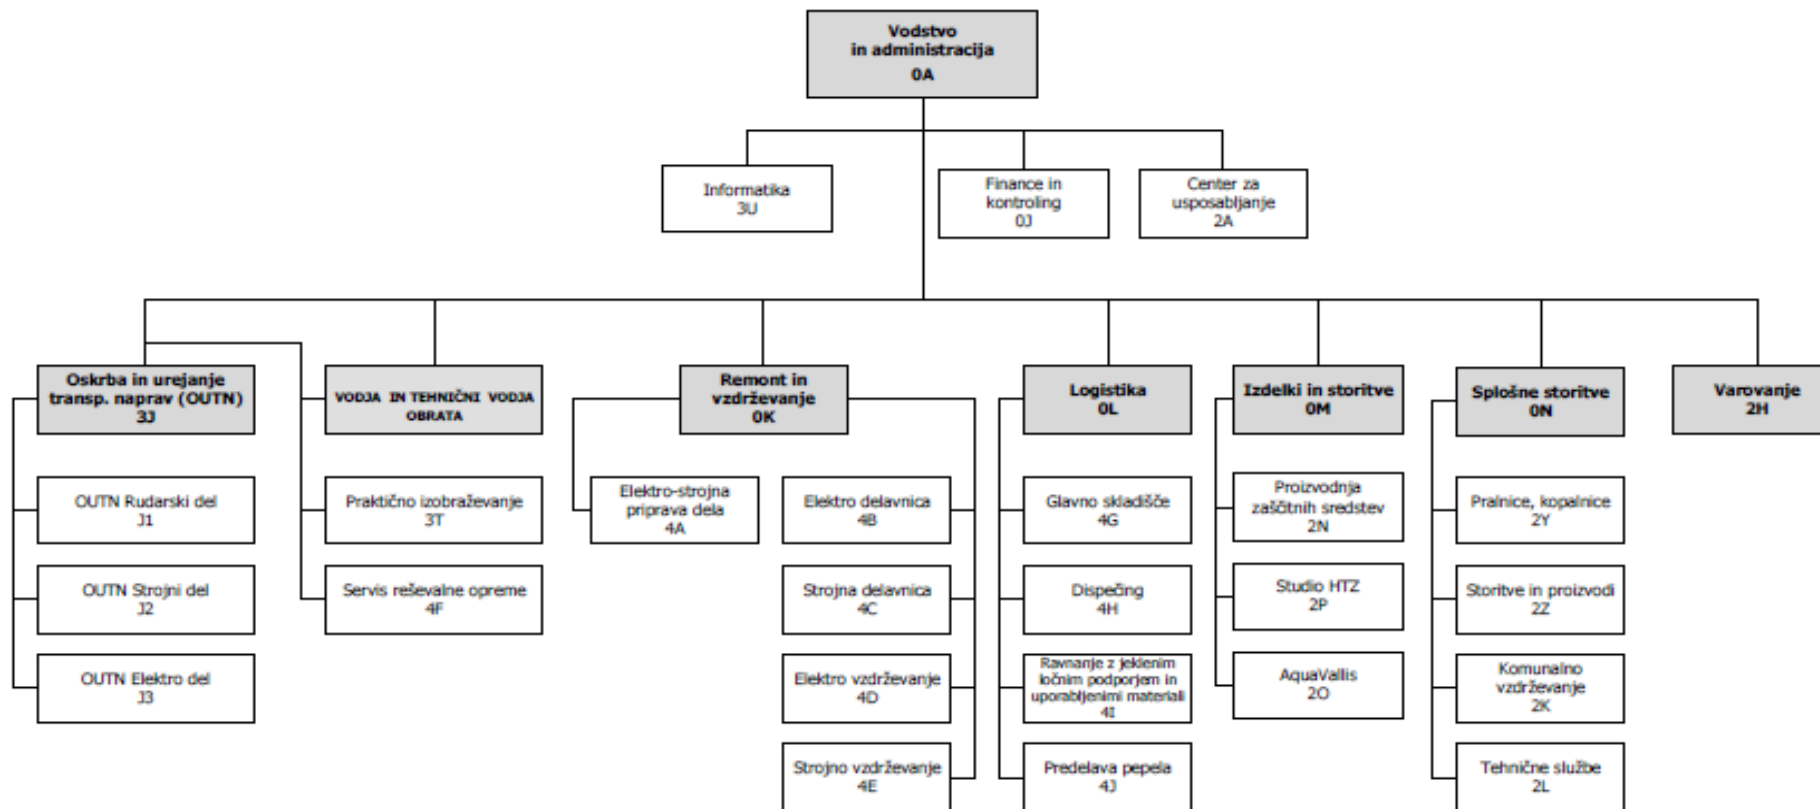 Vodstvo
in administracija
0A
Informatika
3U
Finance in
kontroling
0J
Center za
usposabljanje
2A
Oskrba in urejanje
transp. naprav (OUTN)
3J
VODJA IN TEHNIČNI VODJA
OBRATA
Remont in
vzdrževanje
0K
Logistika
0L
Izdelki in storitve
0M
Splošne storitve
0N
Varovanje
2H
OUTN Rudarski del
J1
OUTN Strojni del
J2
OUTN Elektro del
J3
Praktično izobraževanje
3T
Servis reševalne opreme
4F
Elektro-strojna
priprava dela
4A
Elektro delavnica
4B
Strojna delavnica
4C
Elektro vzdrževanje
4D
Strojno vzdrževanje
4E
Glavno skladišče
4G
Dispečing
4H
Ravnanje z jeklenim
ločnim podporjem in
uporabljenimi materiali
4I
Predelava pepela
4J
Proizvodnja
zaščitnih sredstev
2N
Studio HTZ
2P
AquaVallis
2O
Pralnice, kopalnice
2Y
Storitve in proizvodi
2Z
Komunalno
vzdrževanje
2K
Tehnične službe
2L